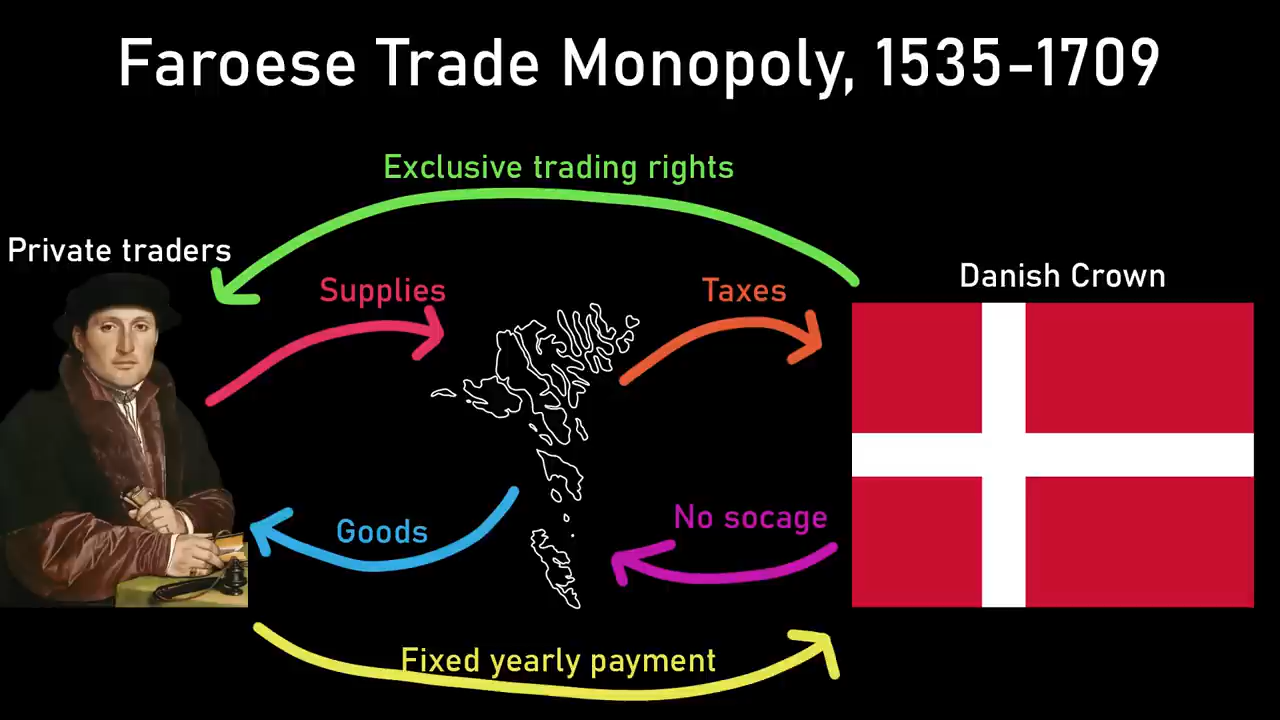 Faroese Trade Monopoly, 1535-1709
Exclusive trading rights
Private traders
Danish Crown
Supplies
Taxes
No socage
Goods
Fixed yearly payment